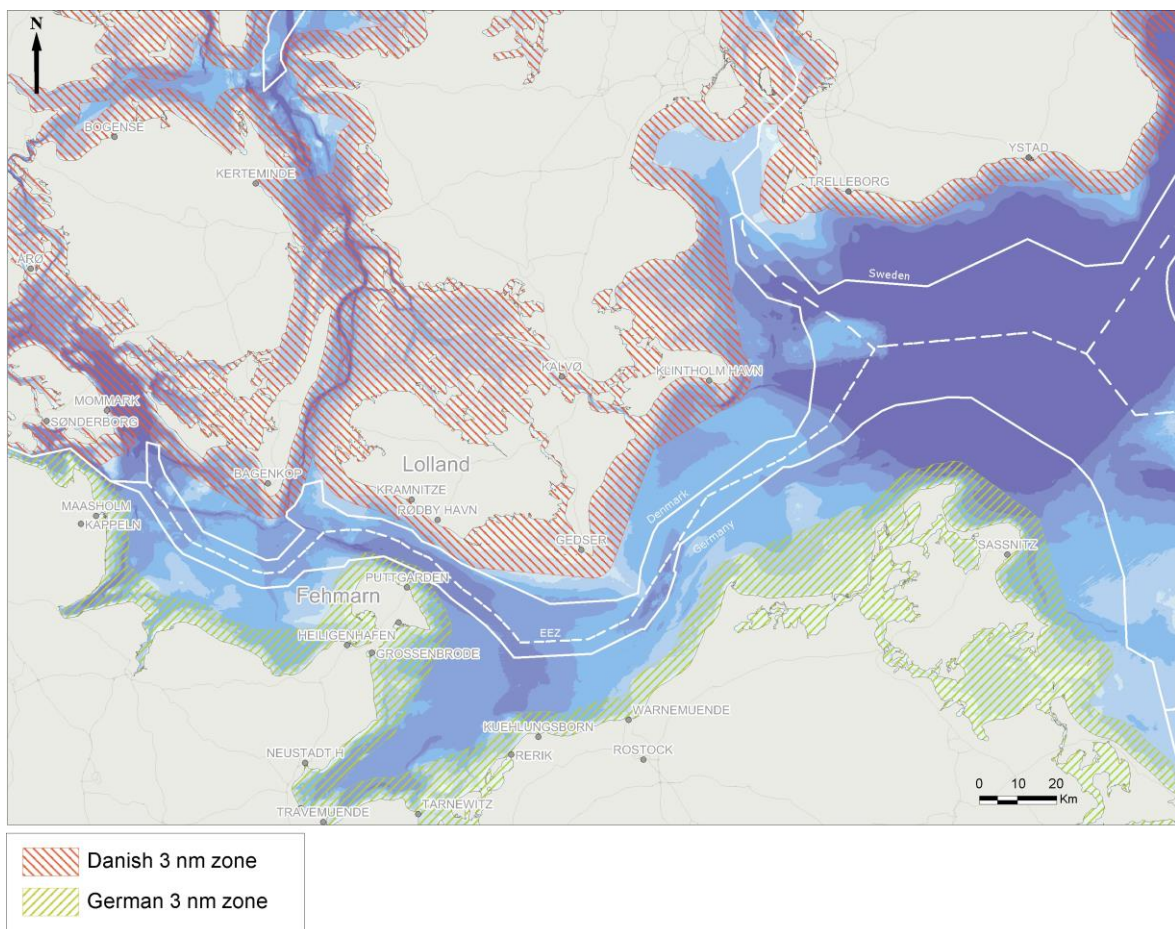 N
BOGENSE
KERTEMINDE
YSTAD
TRELLEBORG
ARØ
Sweden
KALVØ
KLINTHOLM HAVN
MOMMARK
SØNDERBORG
BAGENKOP
Lolland
KRAMNITZE
RØDBY HAVN
Denmark
MAASHOLM
KAPPELN
GEDSER
Germany
SASSNITZ
PUTTGARDEN
Fehmarn
HEILIGENHAFEN
GROSSENBRODE
EEZ
WARNEMUENDE
KUEHLUNGSBORN
NEUSTADT H
RERIK
ROSTOCK
TRAVEMUENDE
TARNEWITZ
0 10 20
Km
Danish 3 nm zone
German 3 nm zone